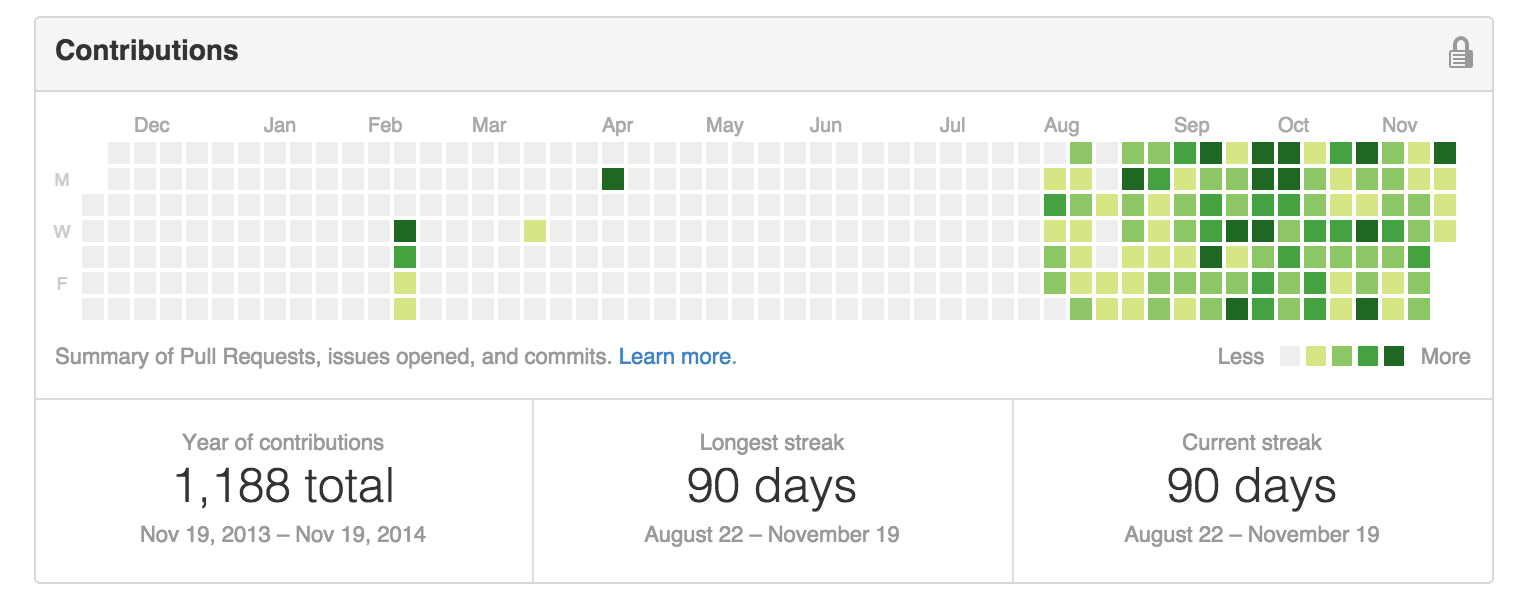 Contributions
Dec Jan Feb Mar Apr May Jun Jul Aug Sep Oct Nov
M
W
F
Summary of Pull Requests, issues opened, and commits. Learn more.
Less More
Year of contributions
1,188 total
Nov 19, 2013 – Nov 19, 2014
Longest streak
90 days
August 22 – November 19
Current streak
90 days
August 22 – November 19